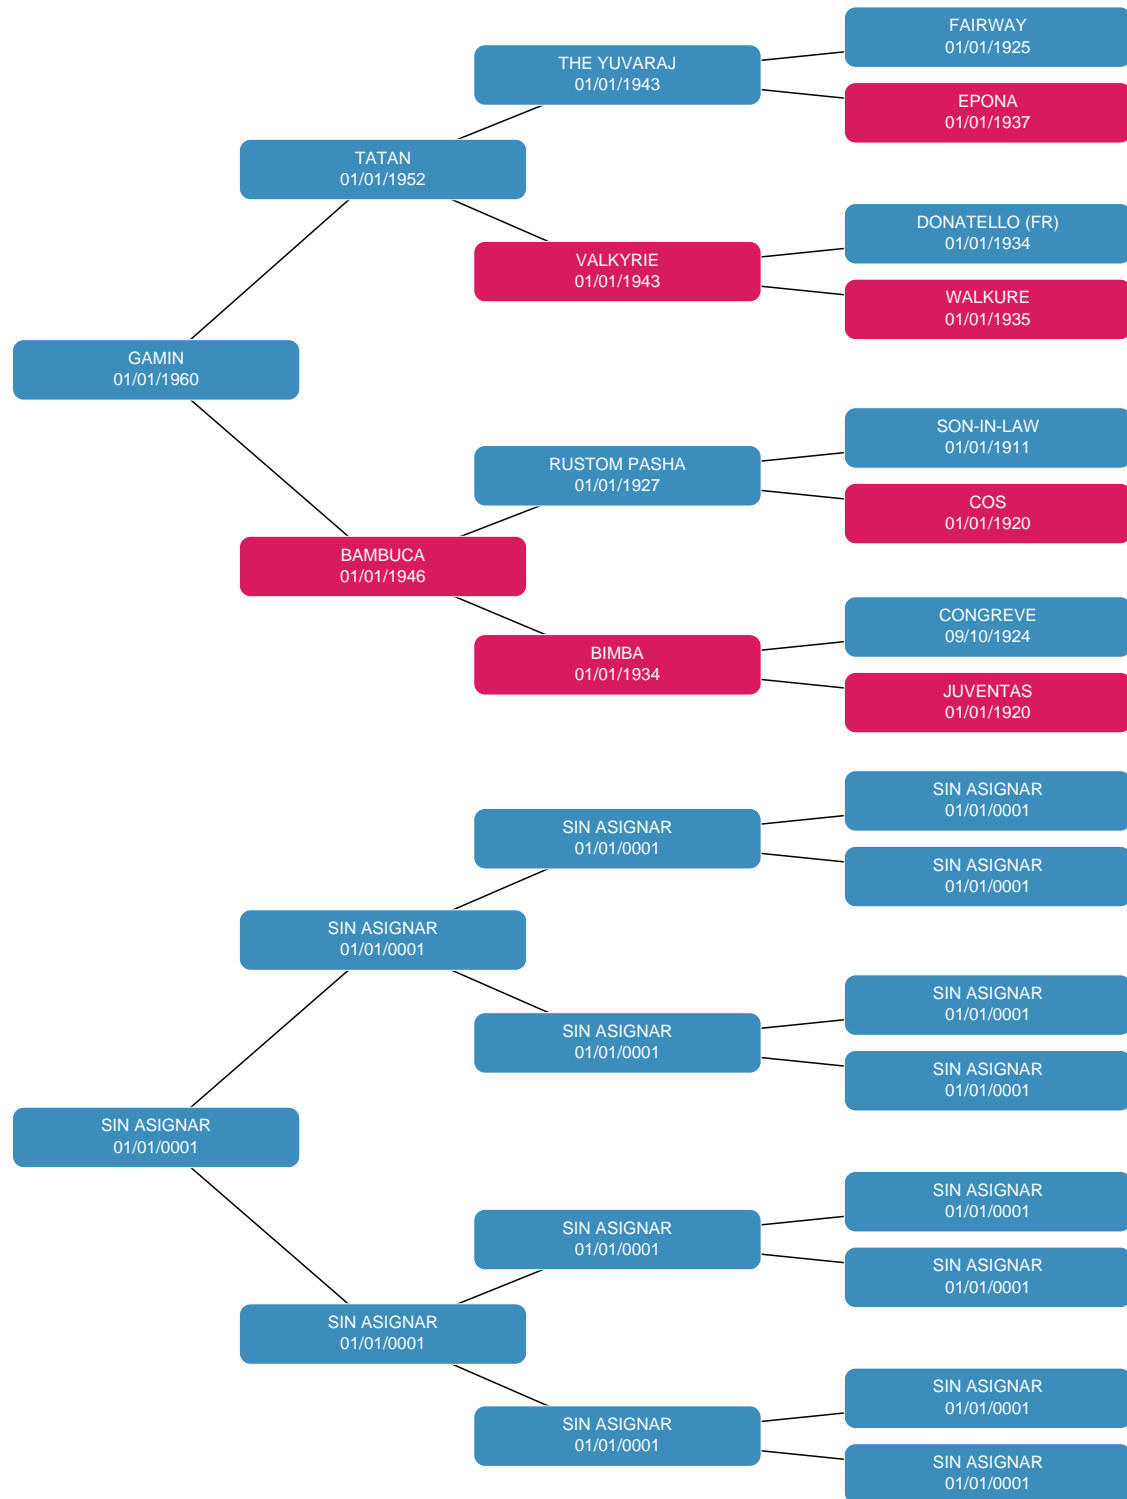 FAIRWAY
01/01/1925
THE YUVARAJ
01/01/1943
EPONA
01/01/1937
TATAN
01/01/1952
DONATELLO (FR)
01/01/1934
VALKYRIE
01/01/1943
WALKURE
01/01/1935
GAMIN
01/01/1960
SON-IN-LAW
01/01/1911
RUSTOM PASHA
01/01/1927
COS
01/01/1920
BAMBUCA
01/01/1946
CONGREVE
09/10/1924
BIMBA
01/01/1934
JUVENTAS
01/01/1920
SIN ASIGNAR
01/01/0001
SIN ASIGNAR
01/01/0001
SIN ASIGNAR
01/01/0001
SIN ASIGNAR
01/01/0001
SIN ASIGNAR
01/01/0001
SIN ASIGNAR
01/01/0001
SIN ASIGNAR
01/01/0001
SIN ASIGNAR
01/01/0001
SIN ASIGNAR
01/01/0001
SIN ASIGNAR
01/01/0001
SIN ASIGNAR
01/01/0001
SIN ASIGNAR
01/01/0001
SIN ASIGNAR
01/01/0001
SIN ASIGNAR
01/01/0001
SIN ASIGNAR
01/01/0001